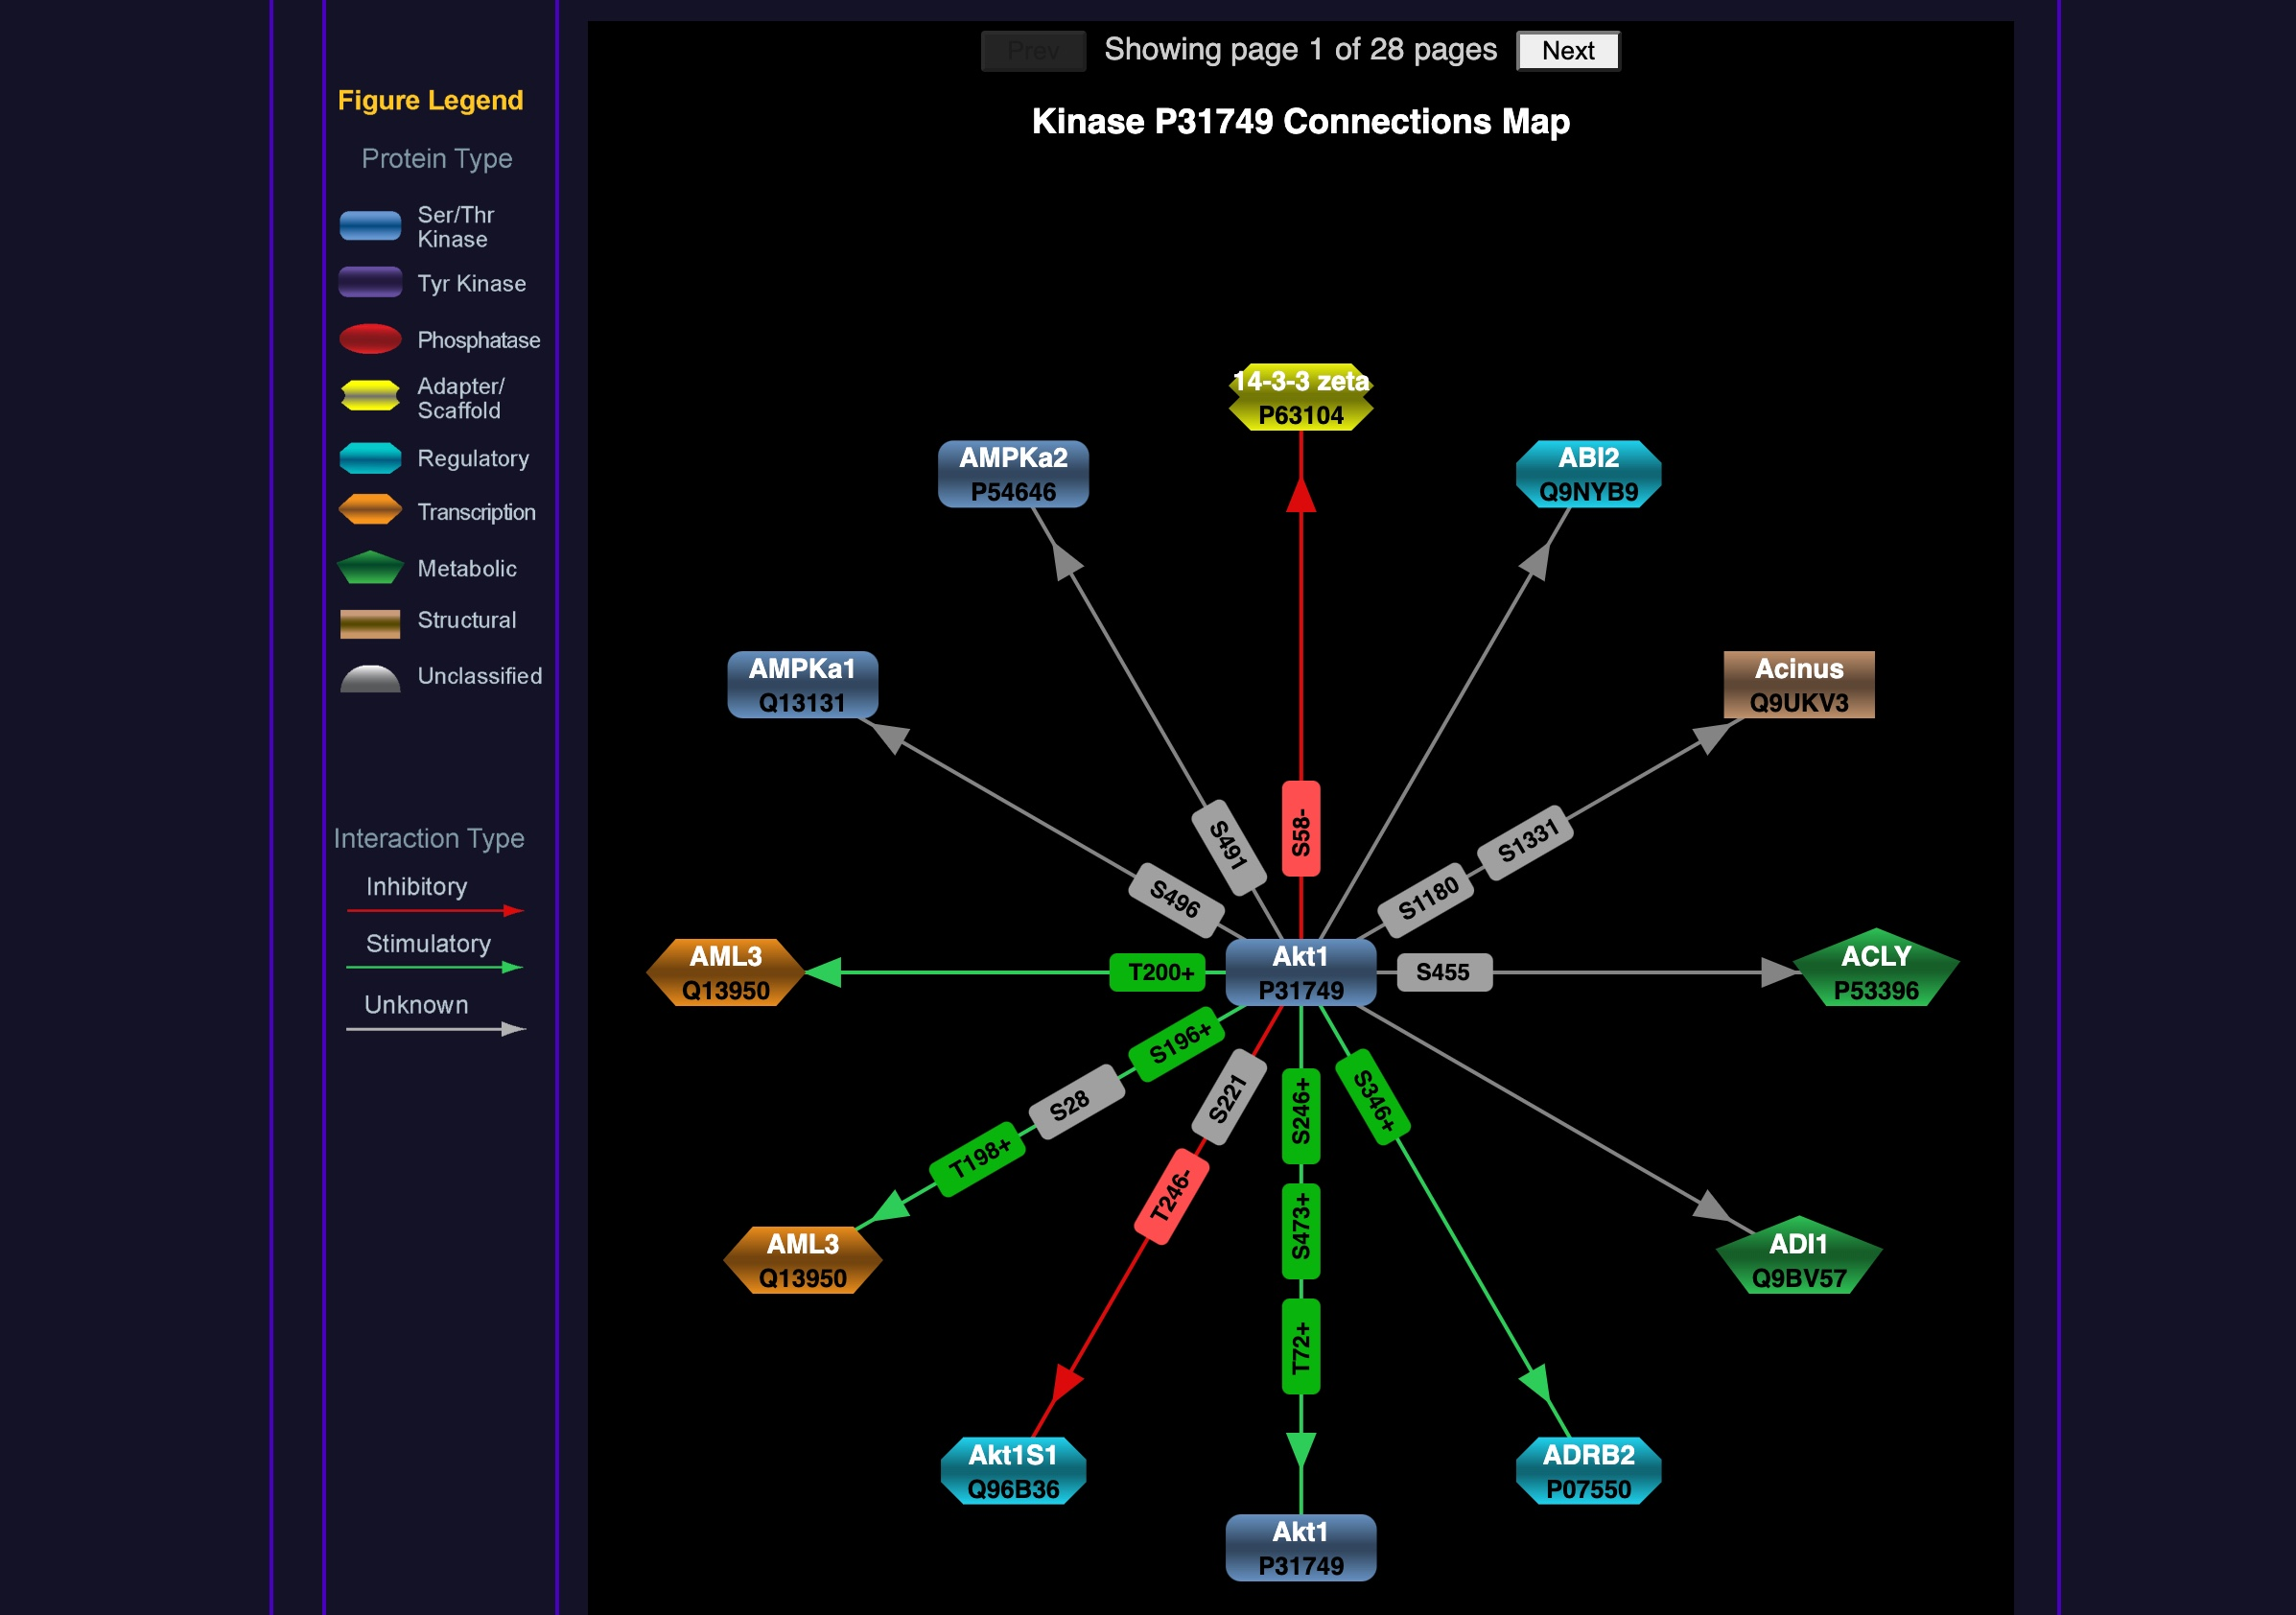 Prev Showing page 1 of 28 pages Next
Kinase P31749 Connections Map
Figure Legend
Protein Type
Ser/Thr
Kinase
Tyr Kinase
Phosphatase
Adapter/
Scaffold
Regulatory
Transcription
Metabolic
Structural
Unclassified
Interaction Type
Inhibitory
Stimulatory
Unknown
14-3-3 zeta
P63104
AMPKa2
P54646
ABI2
Q9NYB9
AMPKa1
Q13131
Acinus
Q9UKV3
S58-
S491
S1331
S496
S1180
AML3
Q13950
T200+
Akt1
P31749
S455
ACLY
P53396
S196+
S28
T198+
S221
T246-
S246+
S473+
T72+
S346+
AML3
Q13950
ADI1
Q9BV57
Akt1S1
Q96B36
ADRB2
P07550
Akt1
P31749